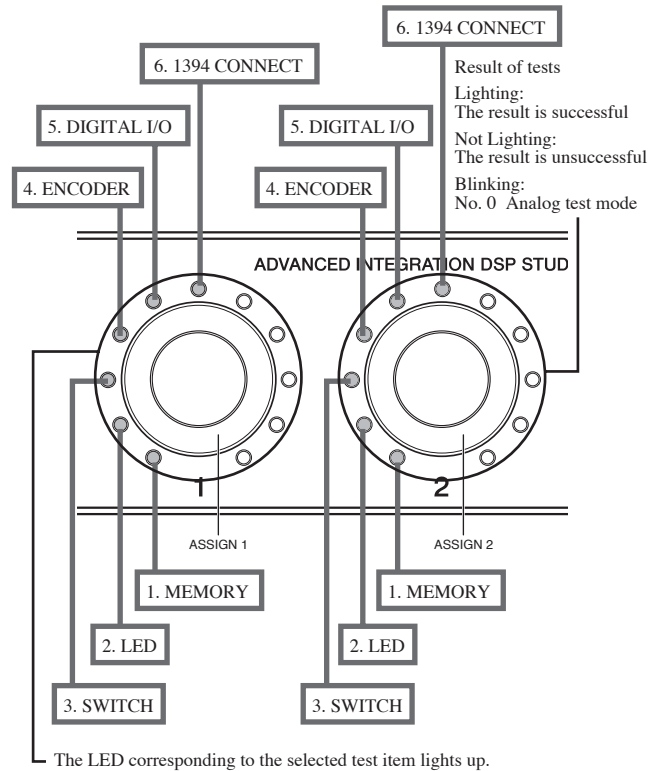 6. 1394 CONNECT
6. 1394 CONNECT
Result of tests
Lighting:
The result is successful
Not Lighting:
The result is unsuccessful
Blinking:
No. 0 Analog test mode
5. DIGITAL I/O
5. DIGITAL I/O
4. ENCODER
4. ENCODER
ADVANCED INTEGRATION DSP STUD
1
2
ASSIGN 1
ASSIGN 2
1. MEMORY
1. MEMORY
2. LED
2. LED
3. SWITCH
3. SWITCH
The LED corresponding to the selected test item lights up.